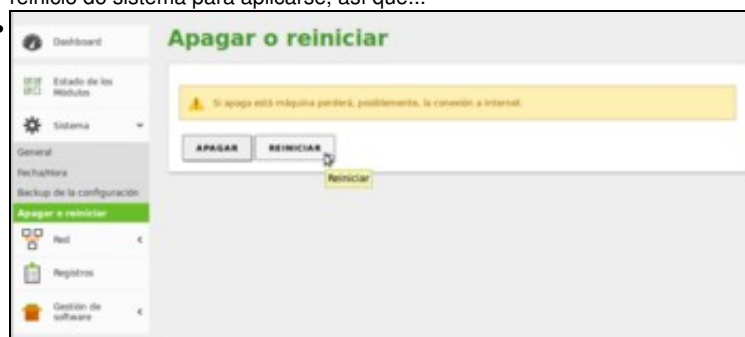 reinicio do sistema para aplicarse, así que...
Dashboard
Apagar o reiniciar
Estado de los
Módulos
Si apaga está máquina perderá, posiblemente, la conexión a Internet.
Sistema
APAGAR
REINICIAR
General
Reiniciar
Fecha/Hora
Backup de la configuración
Apagar o reiniciar
Red
Registros
Gestión de
software